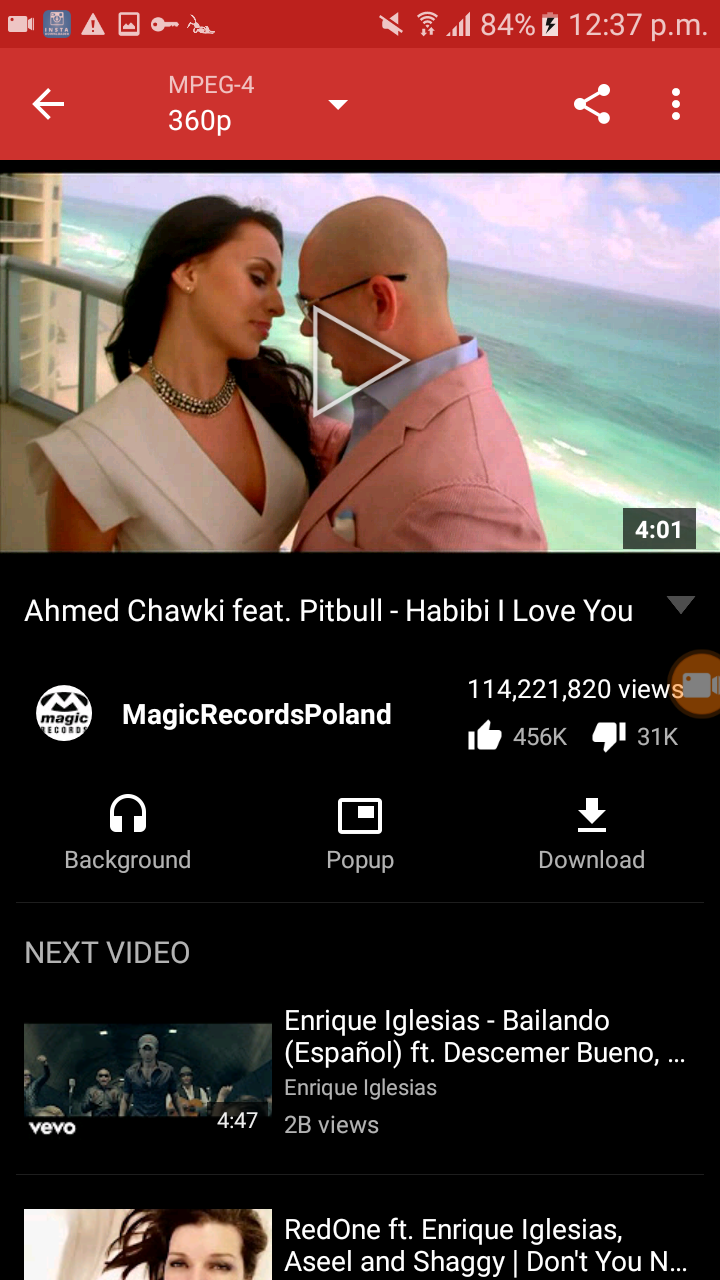 INSTA
84%
12:37 p.m.
MPEG-4
360p
4:01
Ahmed Chawki feat. Pitbull - Habibi I Love You
magic
RECORDS
MagicRecordsPoland
114,221,820 views
456K
31K
Background
Popup
Download
NEXT VIDEO
Enrique Iglesias - Bailando
(Español) ft. Descemer Bueno, ...
Enrique Iglesias
2B views
vevo
4:47
RedOne ft. Enrique Iglesias,
Aseel and Shaggy | Don't You N...